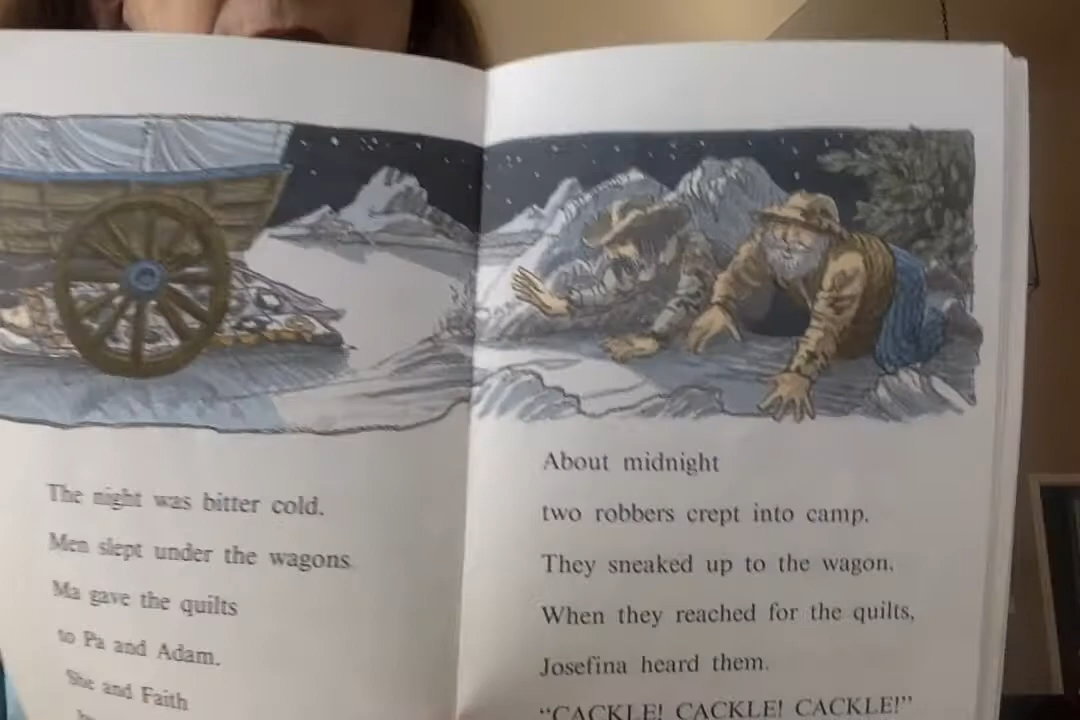 The night was bitter cold.
Men slept under the wagons.
Ma gave the quilts
to Pa and Adam.
She and Faith
About midnight
two robbers crept into camp.
They sneaked up to the wagon.
When they reached for the quilts,
Josefina heard them.
“CACKLE! CACKLE! CACKLE!”